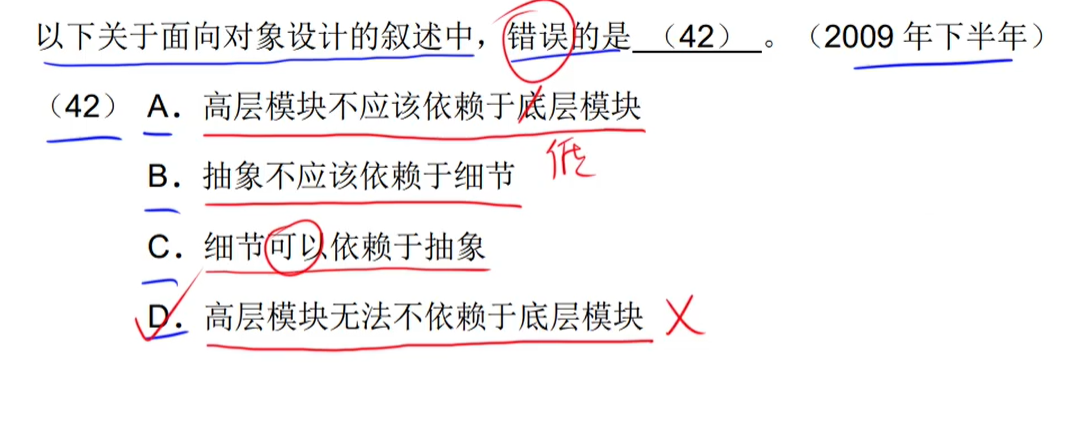 以下关于面向对象设计的叙述中，错误的是 （42） 。（2009 年下半年）
（42） A． 高层模块不应该依赖于底层模块
低
B． 抽象不应该依赖于细节
C． 细节可以依赖于抽象
D． 高层模块无法不依赖于底层模块 X